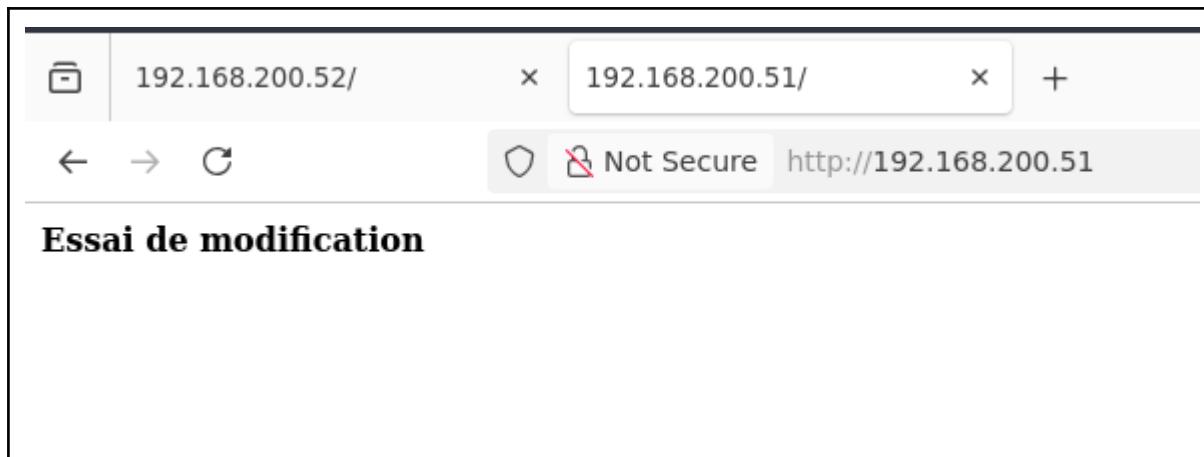 192.168.200.52/ 192.168.200.51/
Not Secure http://192.168.200.51
Essai de modification